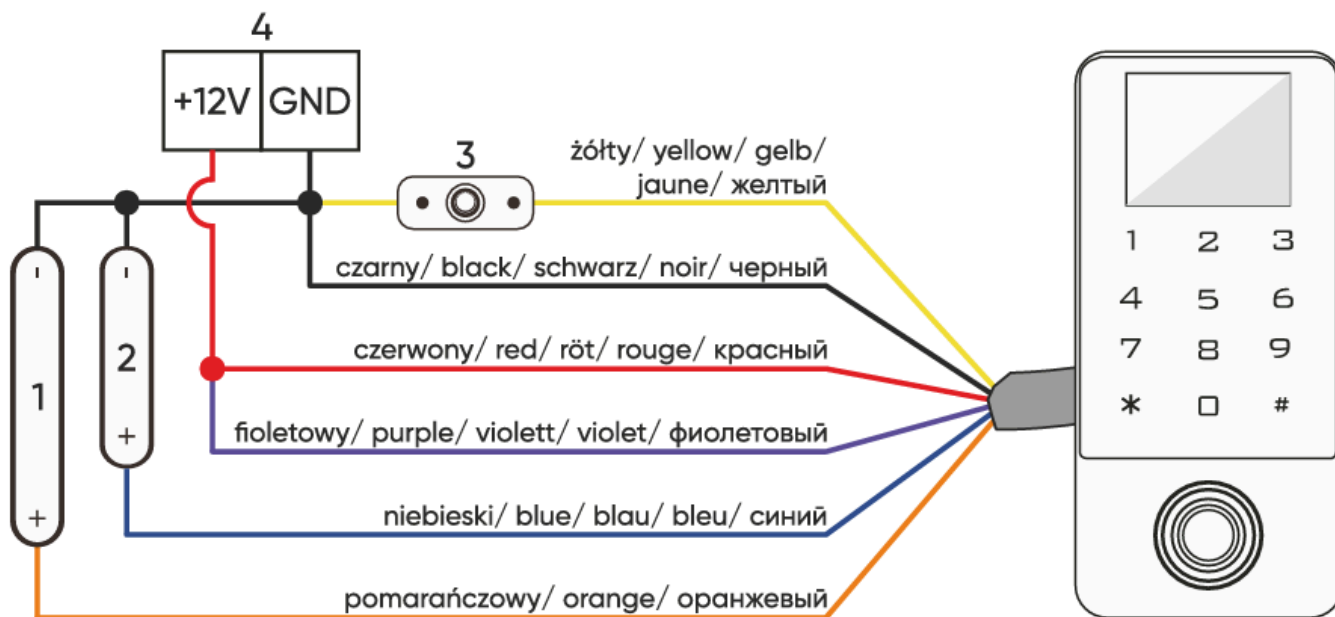 4
+12V GND
3
żółty/ yellow/ gelb/
jaune/ желтый
czarny/ black/ schwarz/ noir/ черный
czerwony/ red/ röt/ rouge/ красный
fioletowy/ purple/ violett/ violet/ фиолетовый
niebieski/ blue/ blau/ bleu/ синий
pomarańczowy/ orange/ оранжевый
-
1
+
-
2
+
1 2 3
4 5 6
7 8 9
* □ #